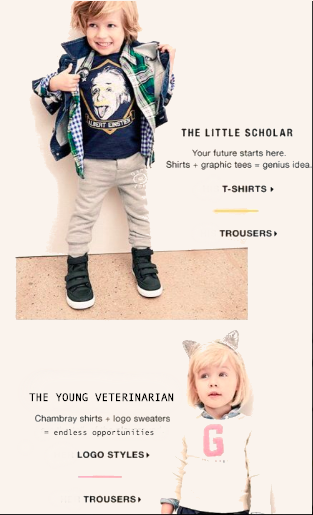 ALBERT EINSTEIN
THE LITTLE SCHOLAR
Your future starts here.
Shirts + graphic tees = genius idea.
T-SHIRTS
TROUSERS
THE YOUNG VETERINARIAN
Chambray shirts + logo sweaters
= endless opportunities
LOGO STYLES
TROUSERS
G